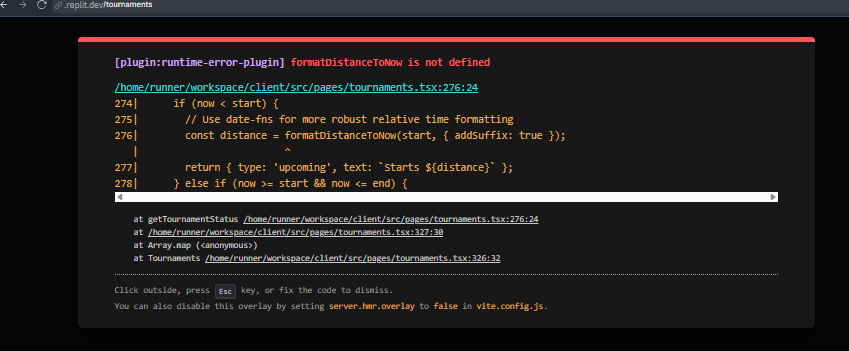 .replit.dev/tournaments
[plugin:runtime-error-plugin] formatDistanceToNow is not defined
/home/runner/workspace/client/src/pages/tournaments.tsx:276:24
274|      if (now < start) {
275|        // Use date-fns for more robust relative time formatting
276|        const distance = formatDistanceToNow(start, { addSuffix: true });
   |                         ^
277|        return { type: 'upcoming', text: `Starts ${distance}` };
278|      } else if (now >= start && now <= end) {
at getTournamentStatus /home/runner/workspace/client/src/pages/tournaments.tsx:276:24
at /home/runner/workspace/client/src/pages/tournaments.tsx:327:30
at Array.map (<anonymous>)
at Tournaments /home/runner/workspace/client/src/pages/tournaments.tsx:326:32
Click outside, press Esc key, or fix the code to dismiss.
You can also disable this overlay by setting server.hmr.overlay to false in vite.config.js.